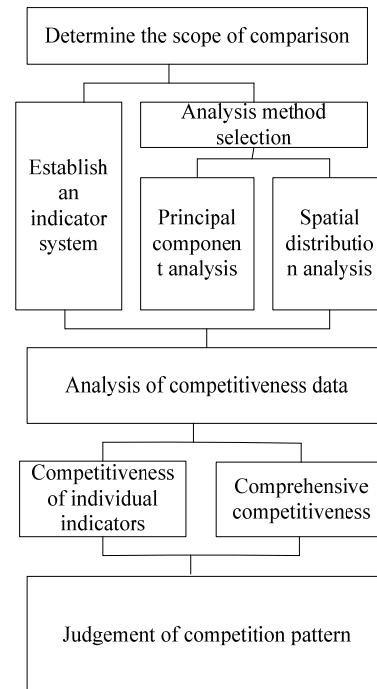 Determine the scope of comparison
Analysis method
selection
Establish
an
indicator
system
Principal
componen
t analysis
Spatial
distributio
n analysis
Analysis of competitiveness data
Competitiveness
of individual
indicators
Comprehensive
competitiveness
Judgement of competition pattern